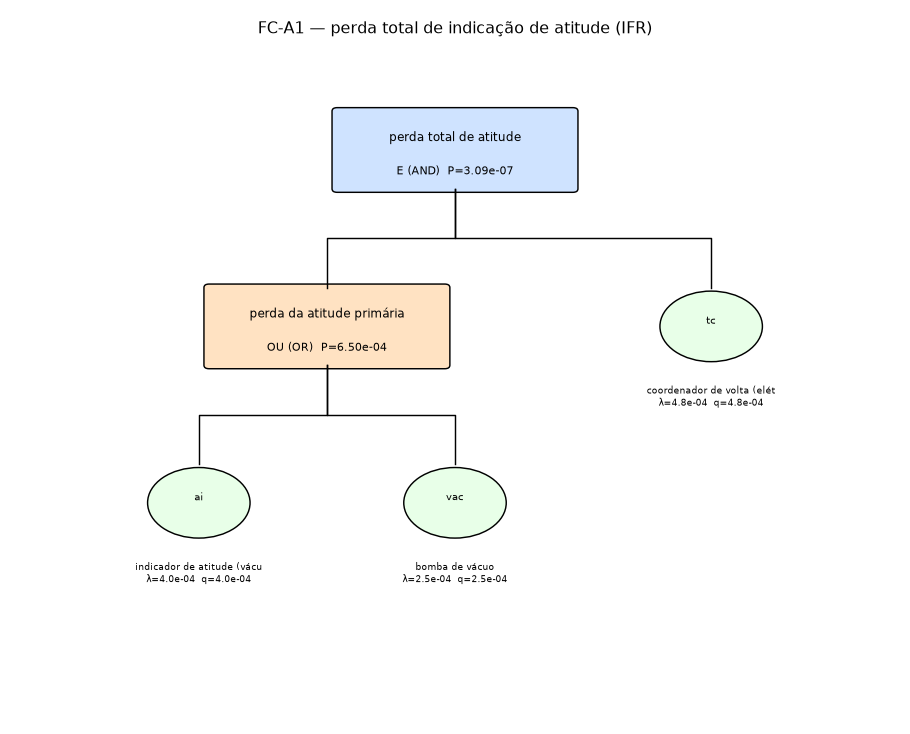 FC-A1 — perda total de indicação de atitude (IFR)
perda total de atitude
E (AND) P=3.09e-07
perda da atitude primária
OU (OR) P=6.50e-04
tc
coordenador de volta (elét
λ=4.8e-04 q=4.8e-04
ai
vac
indicador de atitude (vácu
λ=4.0e-04 q=4.0e-04
bomba de vácuo
λ=2.5e-04 q=2.5e-04